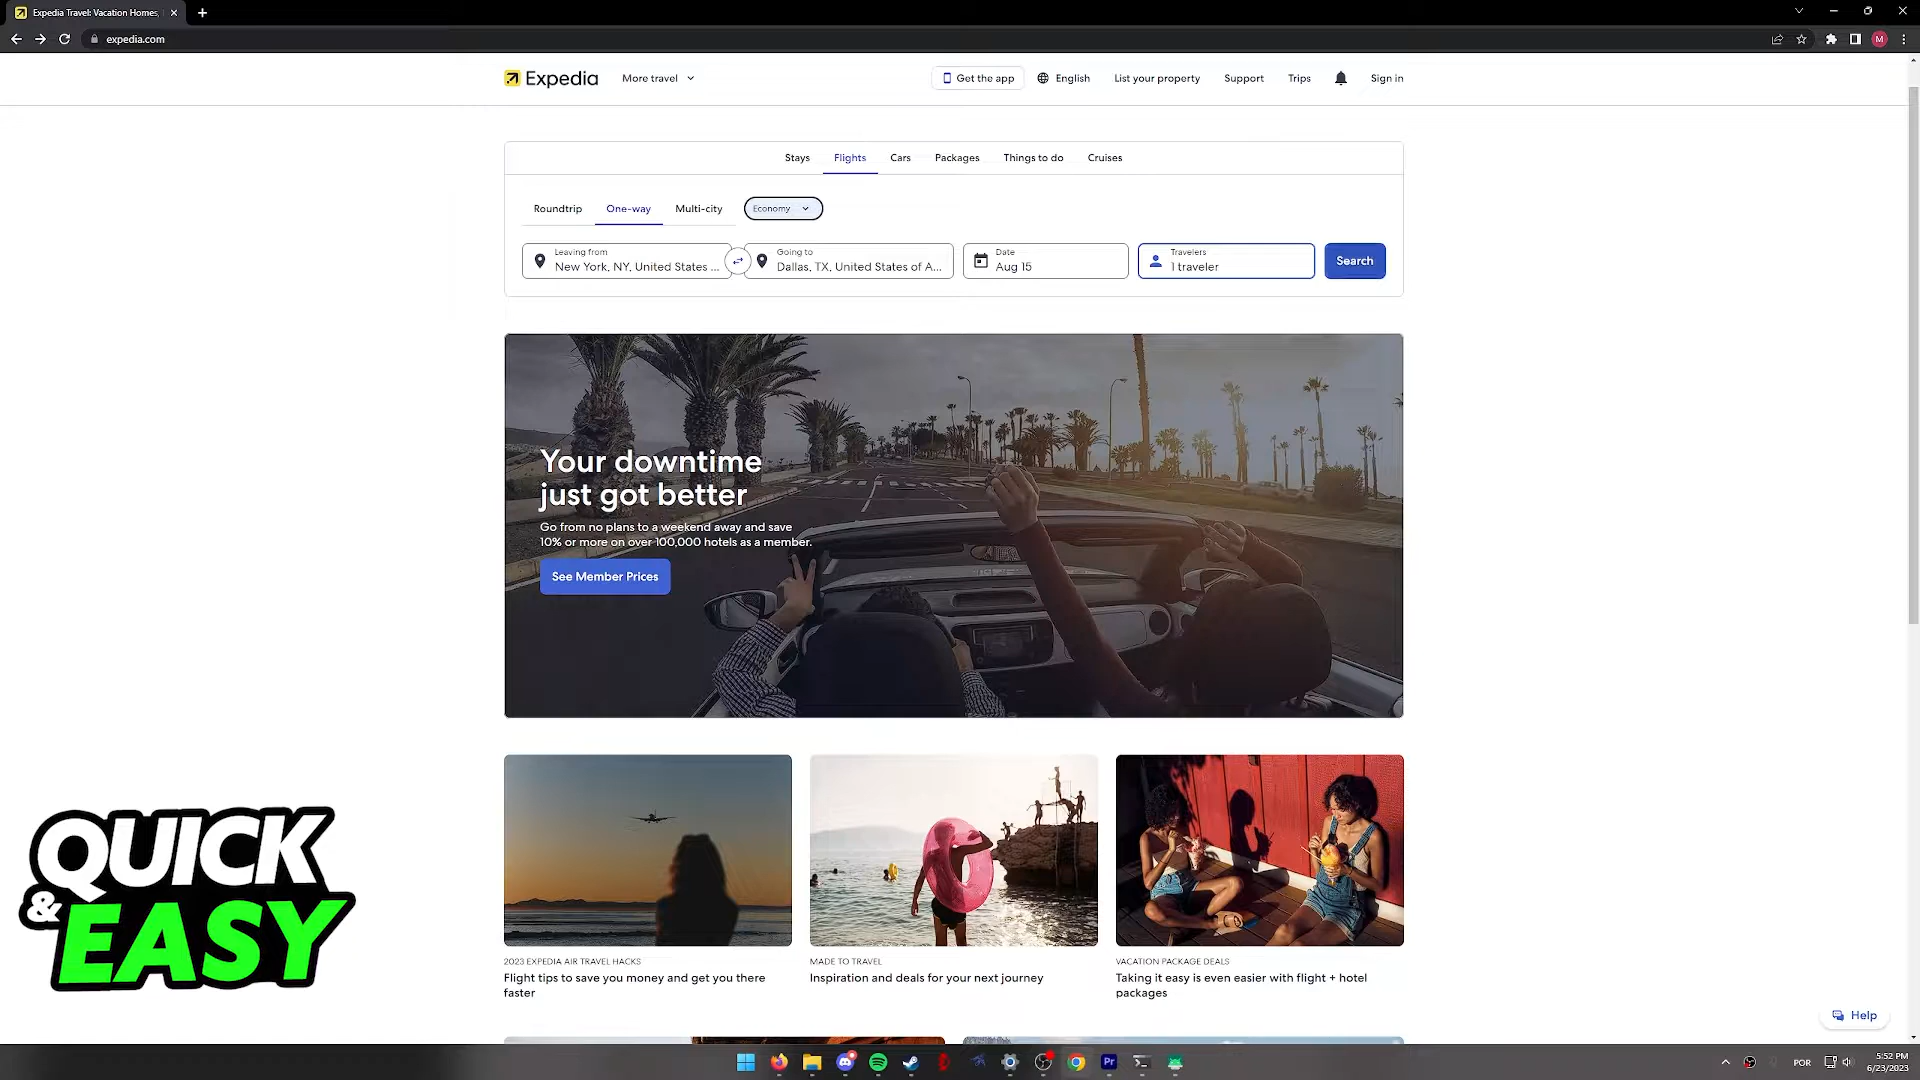 Expedia Travel: Vacation Homes,
expedia.com
M
Expedia
More travel
Get the app
English
List your property
Support
Trips
Sign in
Stays
Flights
Cars
Packages
Things to do
Cruises
Roundtrip
One-way
Multi-city
Economy
Leaving from
New York, NY, United States ...
Going to
Dallas, TX, United States of A...
Date
Aug 15
Travelers
1 traveler
Search
Your downtime
just got better
Go from no plans to a weekend away and save
10% or more on over 100,000 hotels as a member.
See Member Prices
QUICK
& EASY
2023 EXPEDIA AIR TRAVEL HACKS
Flight tips to save you money and get you there
faster
MADE TO TRAVEL
Inspiration and deals for your next journey
VACATION PACKAGE DEALS
Taking it easy is even easier with flight + hotel
packages
Help
Pr
POR
5:52 PM
6/23/2023